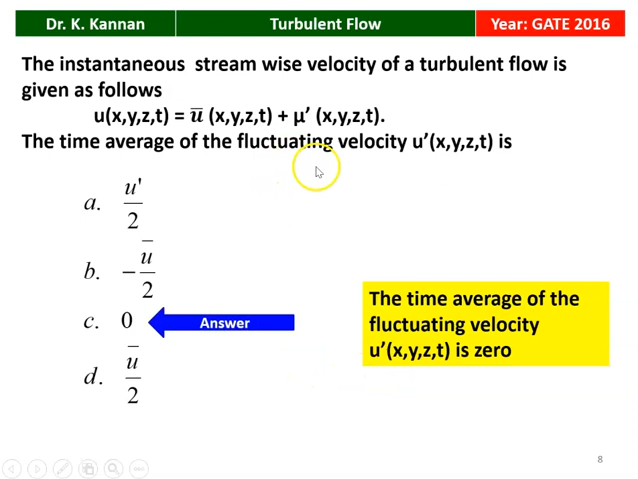 Dr. K. Kannan
Turbulent Flow
Year: GATE 2016
The instantaneous stream wise velocity of a turbulent flow is
given as follows
u(x,y,z,t) = u̅ (x,y,z,t) + μ’ (x,y,z,t).
The time average of the fluctuating velocity u’(x,y,z,t) is
a. u'/2
b. −u̅/2
c. 0
Answer
d. u̅/2
The time average of the
fluctuating velocity
u’(x,y,z,t) is zero
8